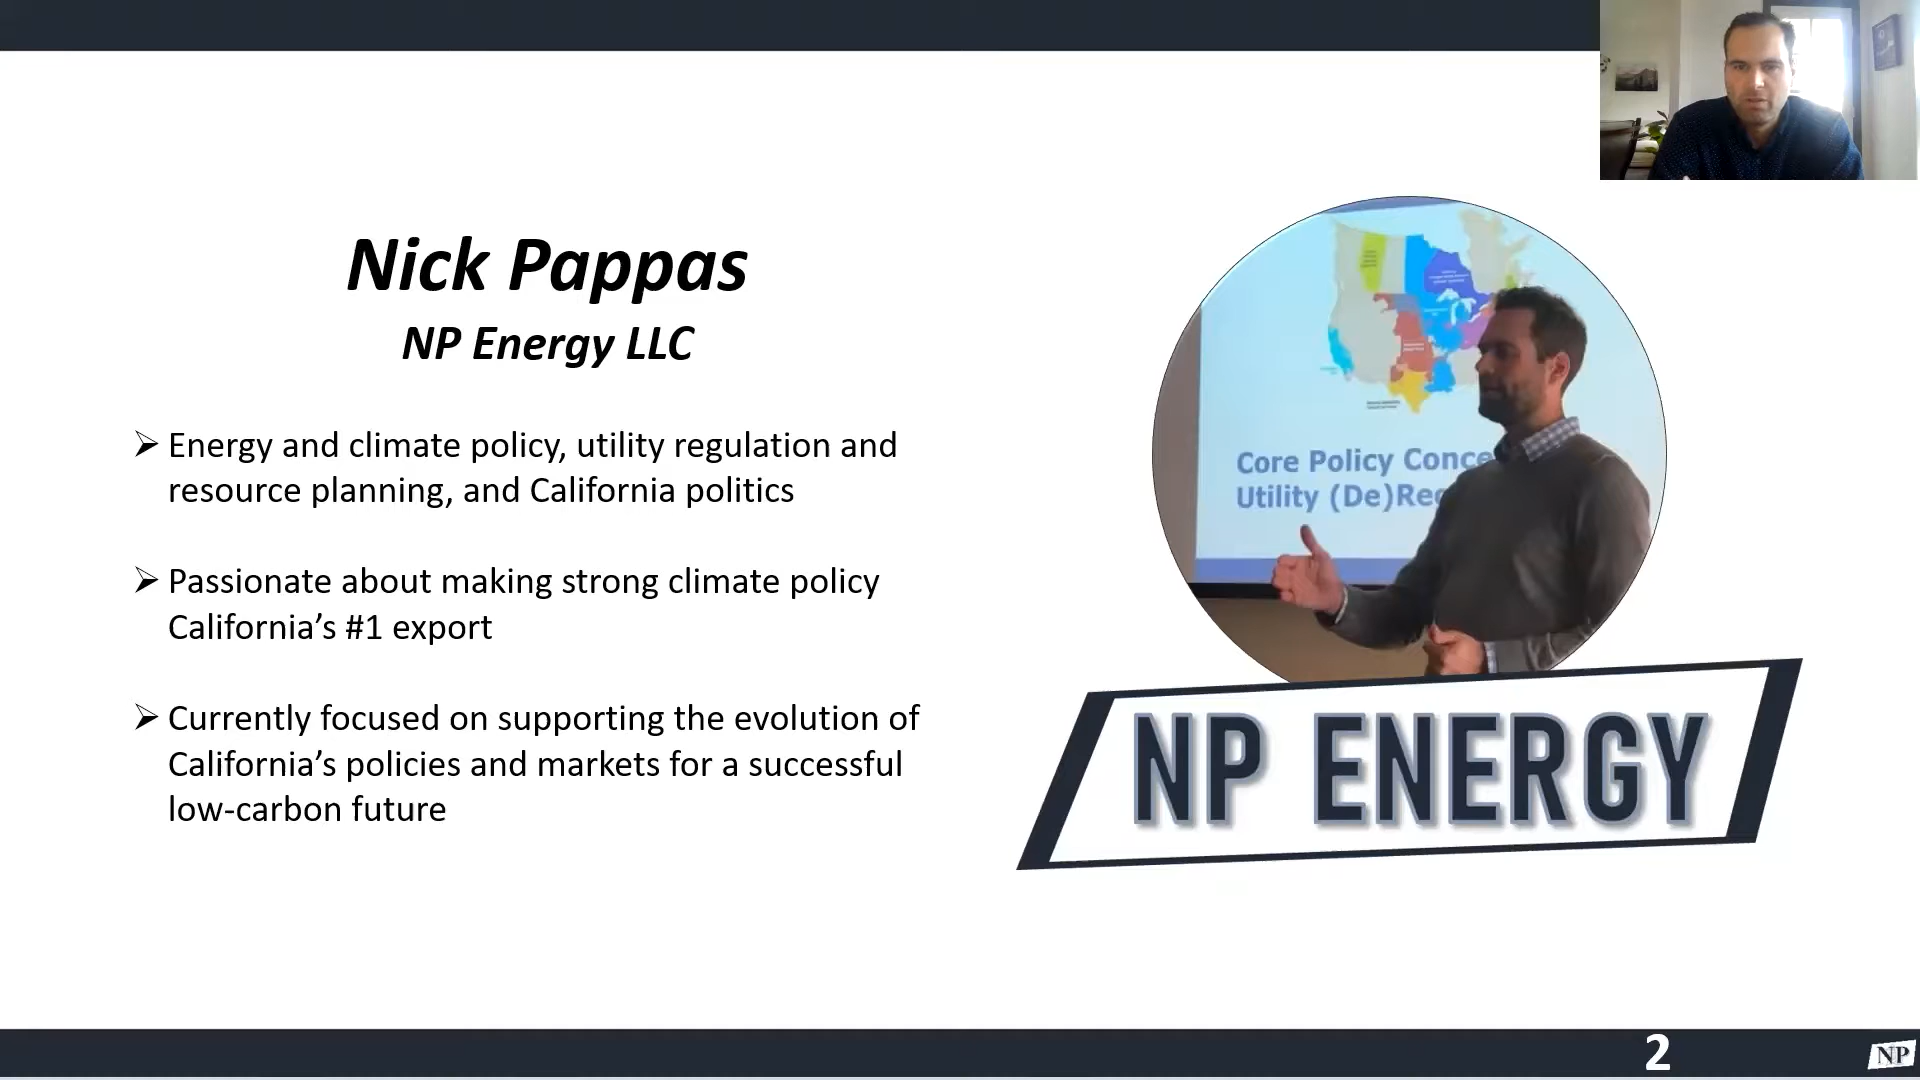 Nick Pappas
NP Energy LLC
➢ Energy and climate policy, utility regulation and
resource planning, and California politics
➢ Passionate about making strong climate policy
California’s #1 export
➢ Currently focused on supporting the evolution of
California’s policies and markets for a successful
low-carbon future
Core Policy Conce
Utility (De)Reg
NP ENERGY
2
NP